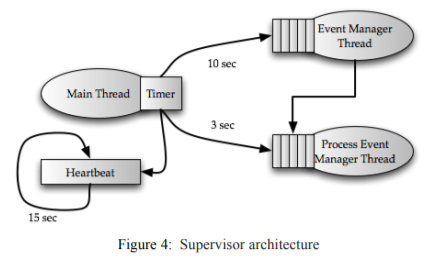 Event Manager
Thread
10 sec
Main Thread
Timer
3 sec
Process Event
Manager Thread
Heartbeat
15 sec
Figure 4: Supervisor architecture